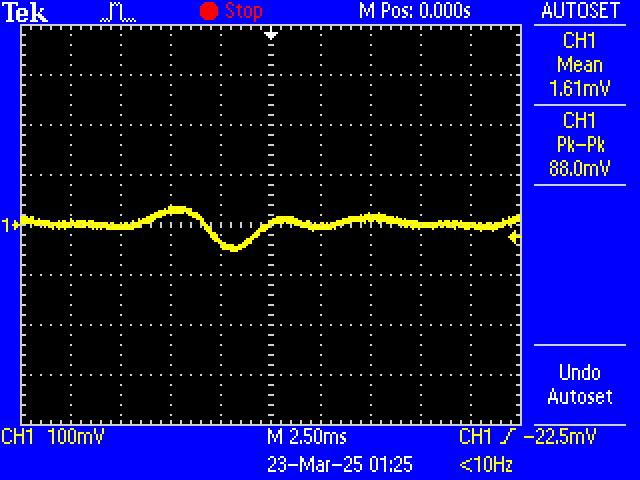 Tek Stop M Pos: 0.000s AUTOSET
CH1
Mean
1.61mV
CH1
Pk-Pk
88.0mV
1
Undo
Autoset
CH1 100mV M 2.50ms CH1 -22.5mV
23-Mar-25 01:25 <10Hz